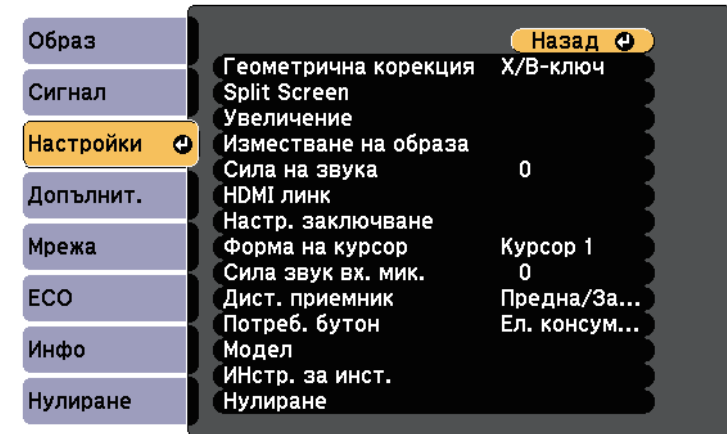 Образ
Сигнал
Настройки
Допълнит.
Мрежа
ECO
Инфо
Нулиране
Назад
Геометрична корекция X/B-ключ
Split Screen
Увеличение
Изместване на образа
Сила на звука 0
HDMI линк
Настр. заключване
Форма на курсор Курсор 1
Сила звук вх. мик. 0
Дист. приемник Предна/За...
Потреб. бутон Ел. консум...
Модел
ИНстр. за инст.
Нулиране